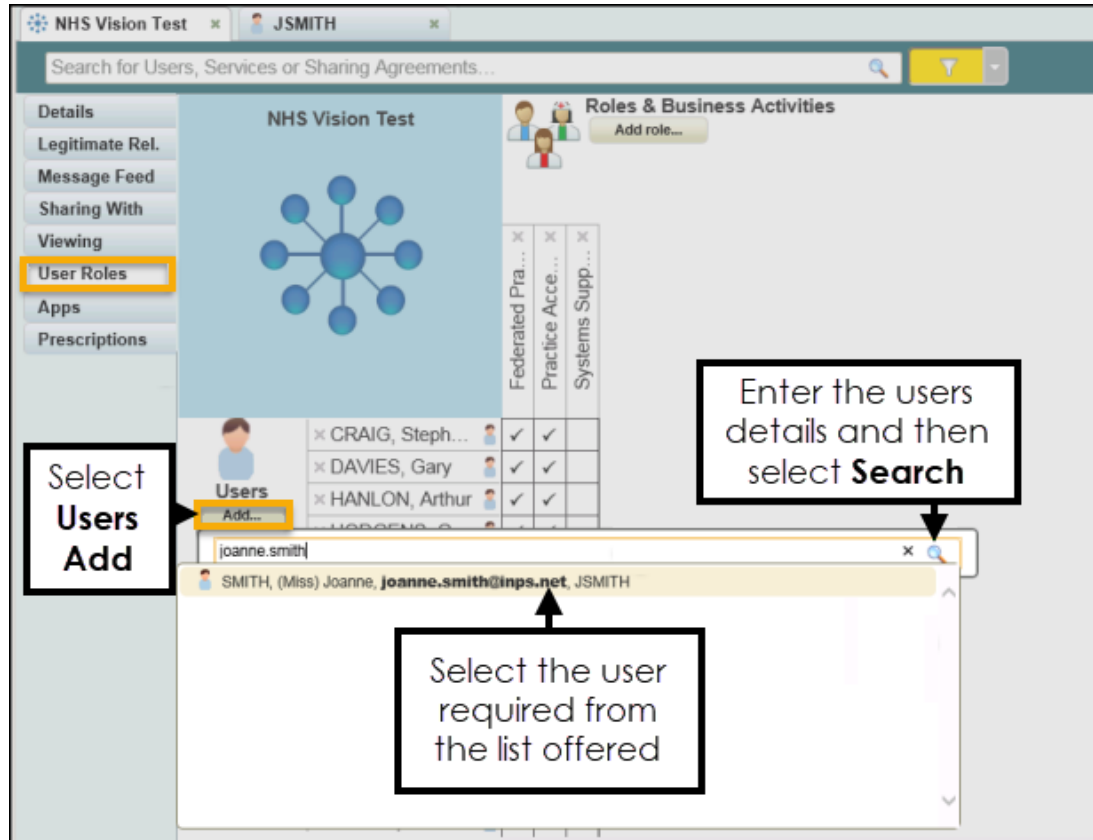 NHS Vision Test
JSMITH
Search for Users, Services or Sharing Agreements...
Details
Legitimate Rel.
Message Feed
Sharing With
Viewing
User Roles
Apps
Prescriptions
NHS Vision Test
Roles & Business Activities
Add role...
Federated Pra...
Practice Acce...
Systems Supp...
Users
Add...
CRAIG, Steph...
DAVIES, Gary
HANLON, Arthur
joanne.smith
SMITH, (Miss) Joanne, joanne.smith@inps.net, JSMITH
Select
Users
Add
Enter the users
details and then
select Search
Select the user
required from
the list offered